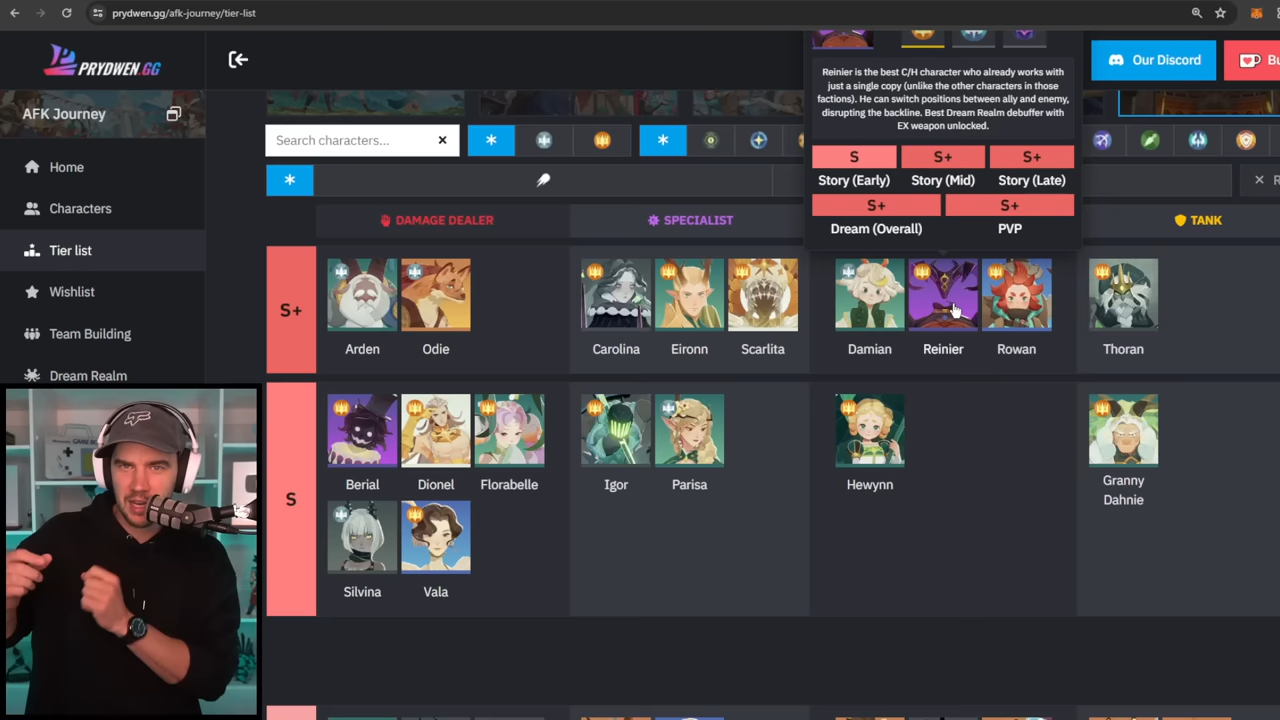 prydwen.gg/afk-journey/tier-list
PRYDWEN.GG
Our Discord
AFK Journey
Home
Characters
Tier list
Wishlist
Team Building
Dream Realm
Search characters...
Reinier is the best C/H character who already works with
just a single copy (unlike the other characters in those
factions). He can switch positions between ally and enemy,
disrupting the backline. Best Dream Realm debuffer with
EX weapon unlocked.
S S+ S+
Story (Early) Story (Mid) Story (Late)
S+ S+
Dream (Overall) PVP
DAMAGE DEALER SPECIALIST TANK
S+
Arden Odie Carolina Eironn Scarlita Damian Reinier Rowan Thoran
S
Berial Dionel Florabelle Igor Parisa Hewynn Granny
Dahnie
Silvina Vala